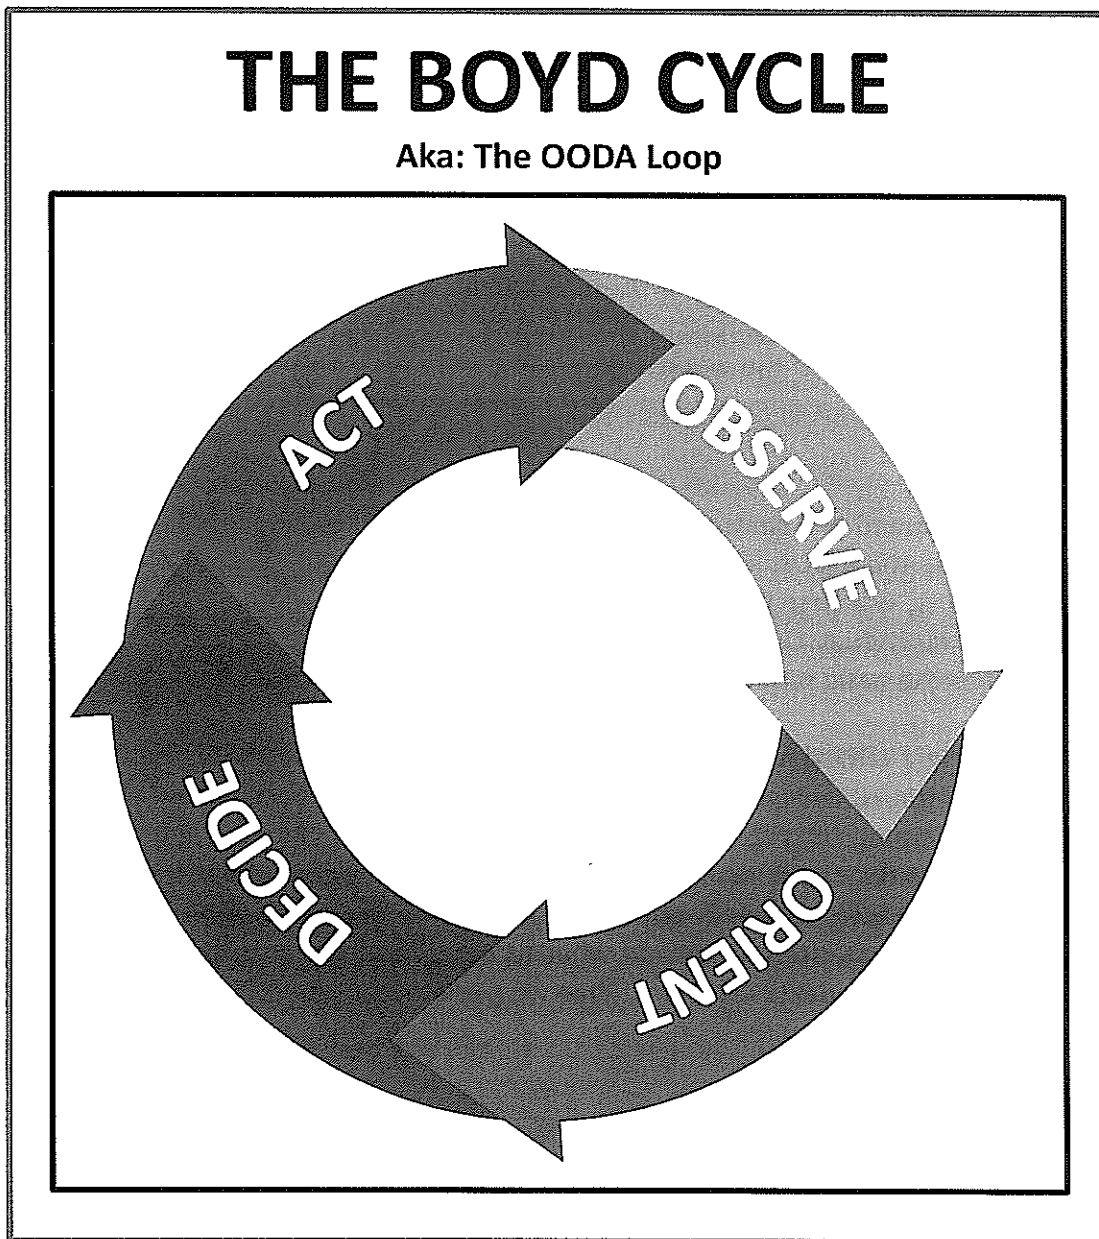 THE BOYD CYCLE
Aka: The OODA Loop
OBSERVE
ORIENT
DECIDE
ACT